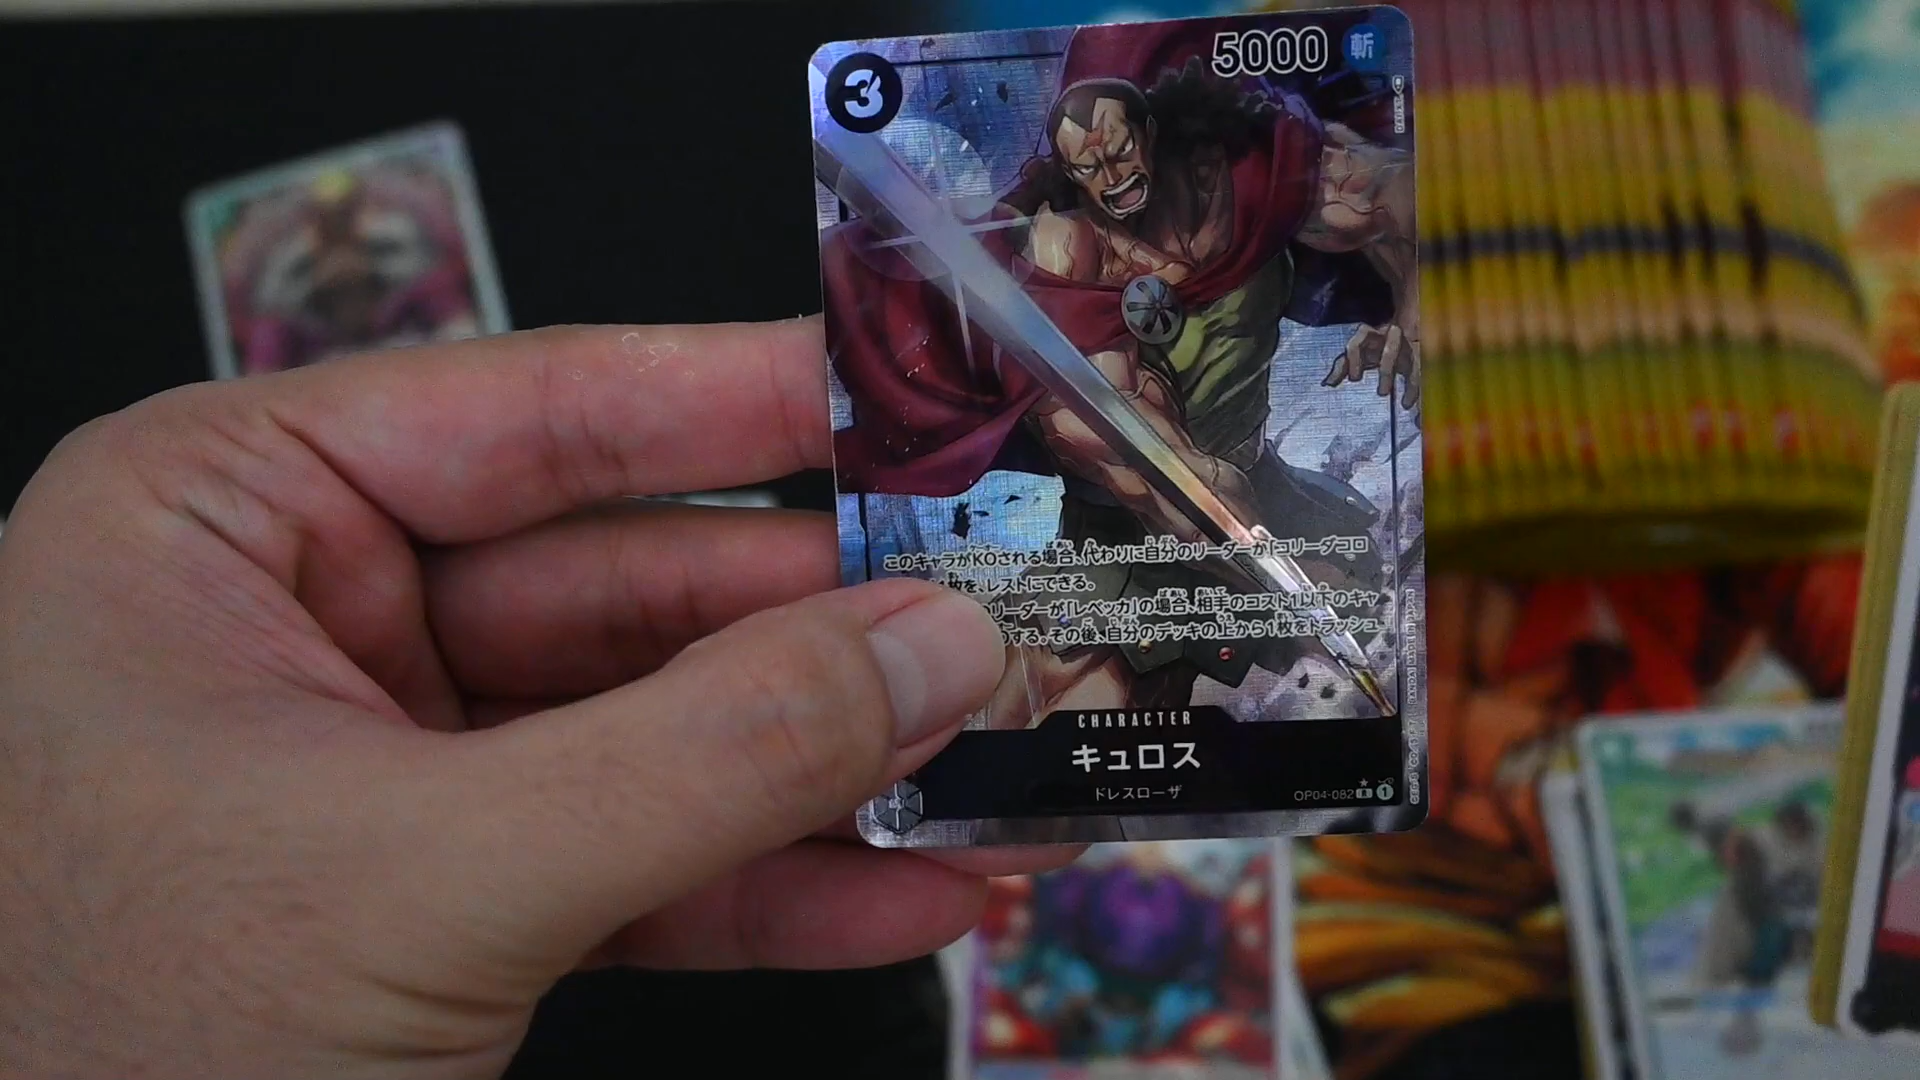 3
5000 斬
このキャラがKOされる場合、代わりに自分のリーダーか「コリーダコロ
1枚を、レストにできる。
リーダーが「レベッカ」の場合、相手のコスト1以下のキャ
する。その後、自分のデッキの上から1枚をトラッシュ
CHARACTER
キュロス
ドレスローザ
OP04-082 R 1